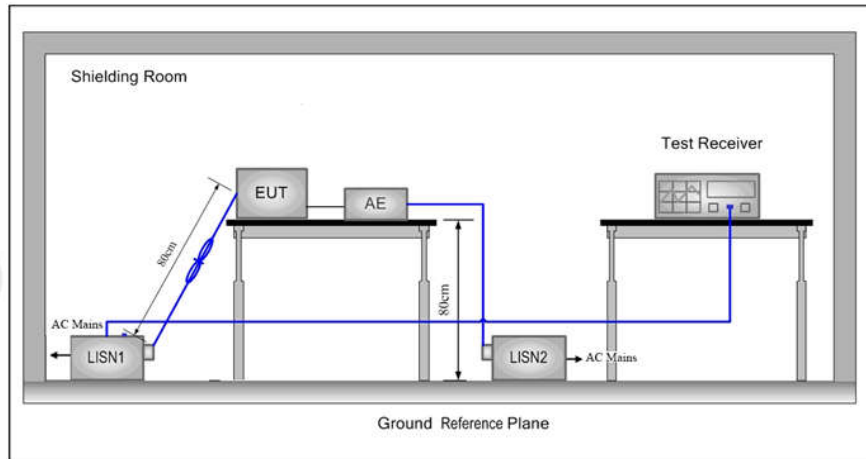 Shielding Room
Test Receiver
EUT
AE
80cm
80cm
AC Mains
LISN1
LISN2
AC Mains
Ground Reference Plane